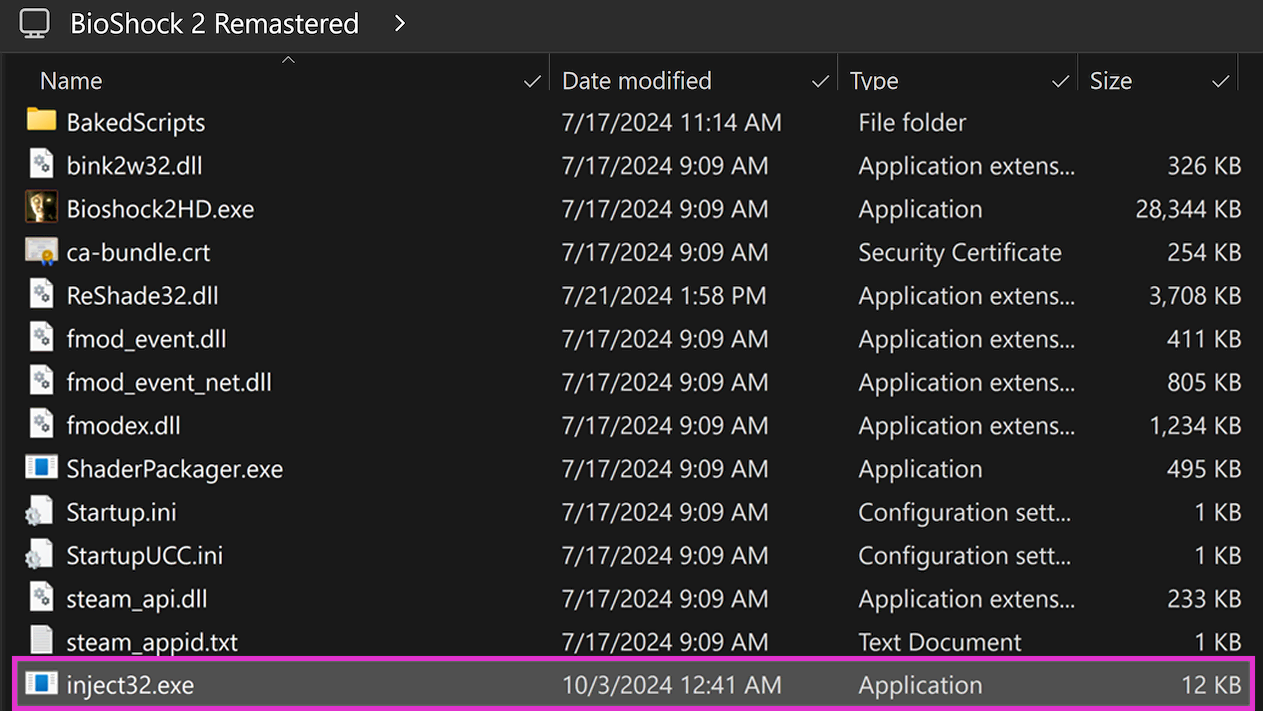 BioShock 2 Remastered
Name Date modified Type Size
BakedScripts 7/17/2024 11:14 AM File folder
bink2w32.dll 7/17/2024 9:09 AM Application extens... 326 KB
Bioshock2HD.exe 7/17/2024 9:09 AM Application 28,344 KB
ca-bundle.crt 7/17/2024 9:09 AM Security Certificate 254 KB
ReShade32.dll 7/21/2024 1:58 PM Application extens... 3,708 KB
fmod_event.dll 7/17/2024 9:09 AM Application extens... 411 KB
fmod_event_net.dll 7/17/2024 9:09 AM Application extens... 805 KB
fmodex.dll 7/17/2024 9:09 AM Application extens... 1,234 KB
ShaderPackager.exe 7/17/2024 9:09 AM Application 495 KB
Startup.ini 7/17/2024 9:09 AM Configuration sett... 1 KB
StartupUCC.ini 7/17/2024 9:09 AM Configuration sett... 1 KB
steam_api.dll 7/17/2024 9:09 AM Application extens... 233 KB
steam_appid.txt 7/17/2024 9:09 AM Text Document 1 KB
inject32.exe 10/3/2024 12:41 AM Application 12 KB